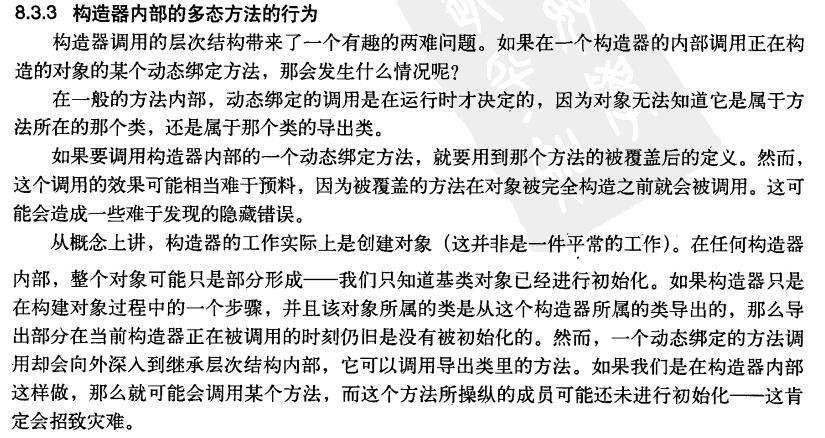 8.3.3 构造器内部的多态方法的行为
构造器调用的层次结构带来了一个有趣的两难问题。如果在一个构造器的内部调用正在构
造的对象的某个动态绑定方法，那会发生什么情况呢?
在一般的方法内部，动态绑定的调用是在运行时才决定的，因为对象无法知道它是属于方
法所在的那个类，还是属于那个类的导出类。
如果要调用构造器内部的一个动态绑定方法，就要用到那个方法的被覆盖后的定义。然而，
这个调用的效果可能相当难于预料，因为被覆盖的方法在对象被完全构造之前就会被调用。这可
能会造成一些难于发现的隐藏错误。
从概念上讲，构造器的工作实际上是创建对象（这并非是一件平常的工作）。在任何构造器
内部，整个对象可能只是部分形成——我们只知道基类对象已经进行初始化。如果构造器只是
在构建对象过程中的一个步骤，并且该对象所属的类是从这个构造器所属的类导出的，那么导
出部分在当前构造器正在被调用的时刻仍旧是没有被初始化的。然而，一个动态绑定的方法调
用却会向外深入到继承层次结构内部，它可以调用导出类里的方法。如果我们是在构造器内部
这样做，那么就可能会调用某个方法，而这个方法所操纵的成员可能还未进行初始化——这肯
定会招致灾难。